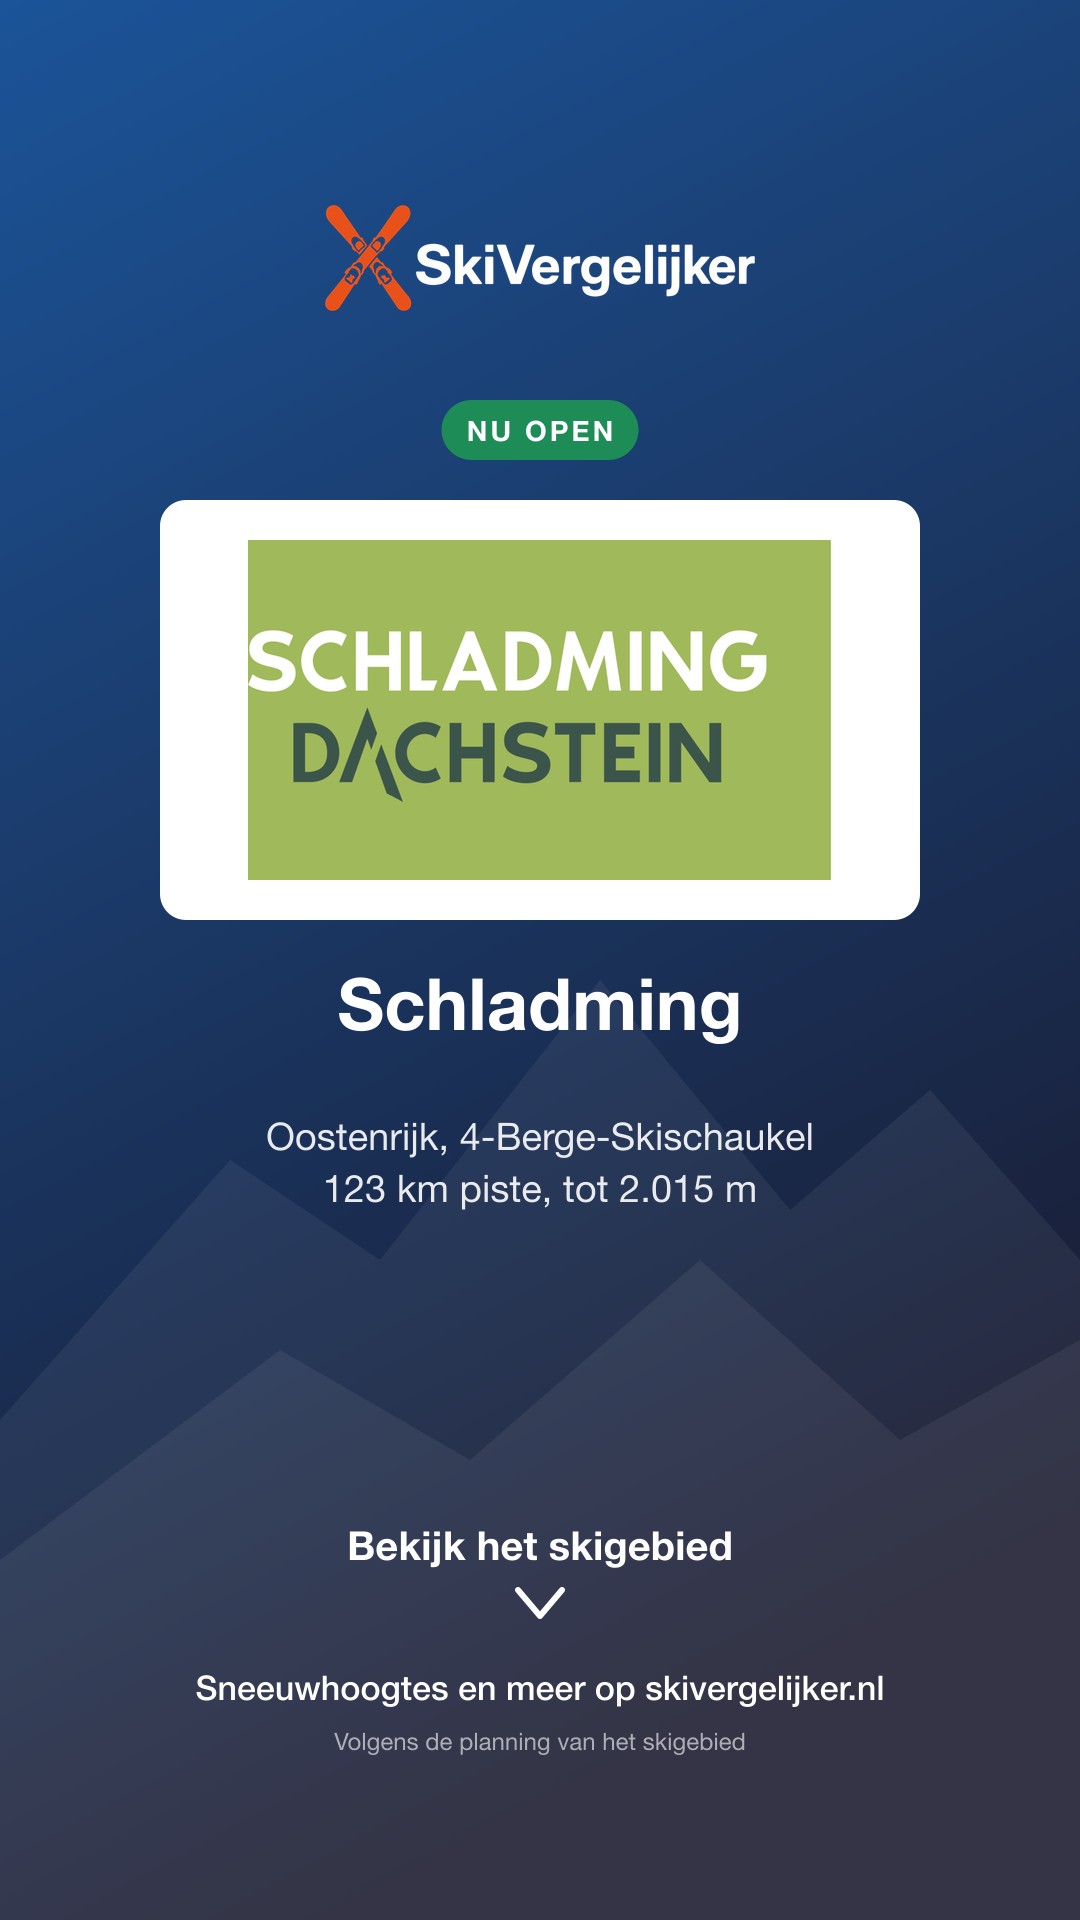 SkiVergelijker
NU OPEN
SCHLADMING
DACHSTEIN
Schladming
Oostenrijk, 4-Berge-Skischaukel
123 km piste, tot 2.015 m
Bekijk het skigebied
Sneeuwhoogtes en meer op skivergelijker.nl
Volgens de planning van het skigebied